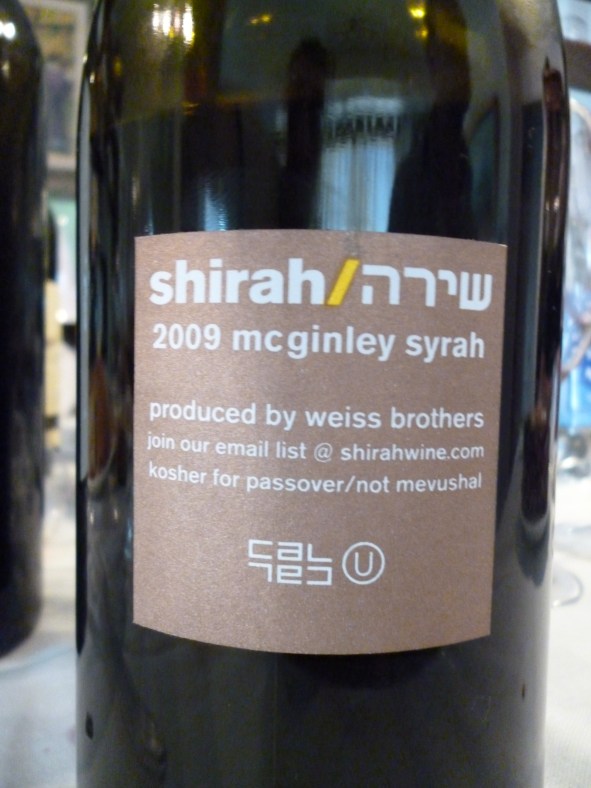 shirah/שירה
2009 mcginley syrah
produced by weiss brothers
join our email list @ shirahwine.com
kosher for passover/not mevushal
U